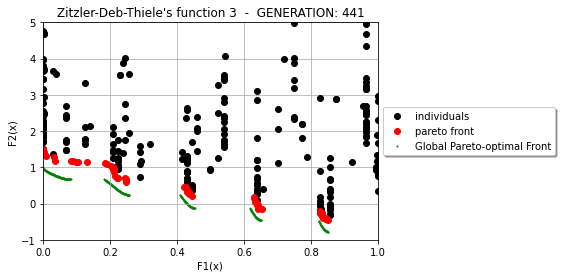 Zitzler-Deb-Thiele's function 3 - GENERATION: 441
5
4
3
2
1
0
−1
F2(x)
0.0 0.2 0.4 0.6 0.8 1.0
F1(x)
individuals
pareto front
Global Pareto-optimal Front